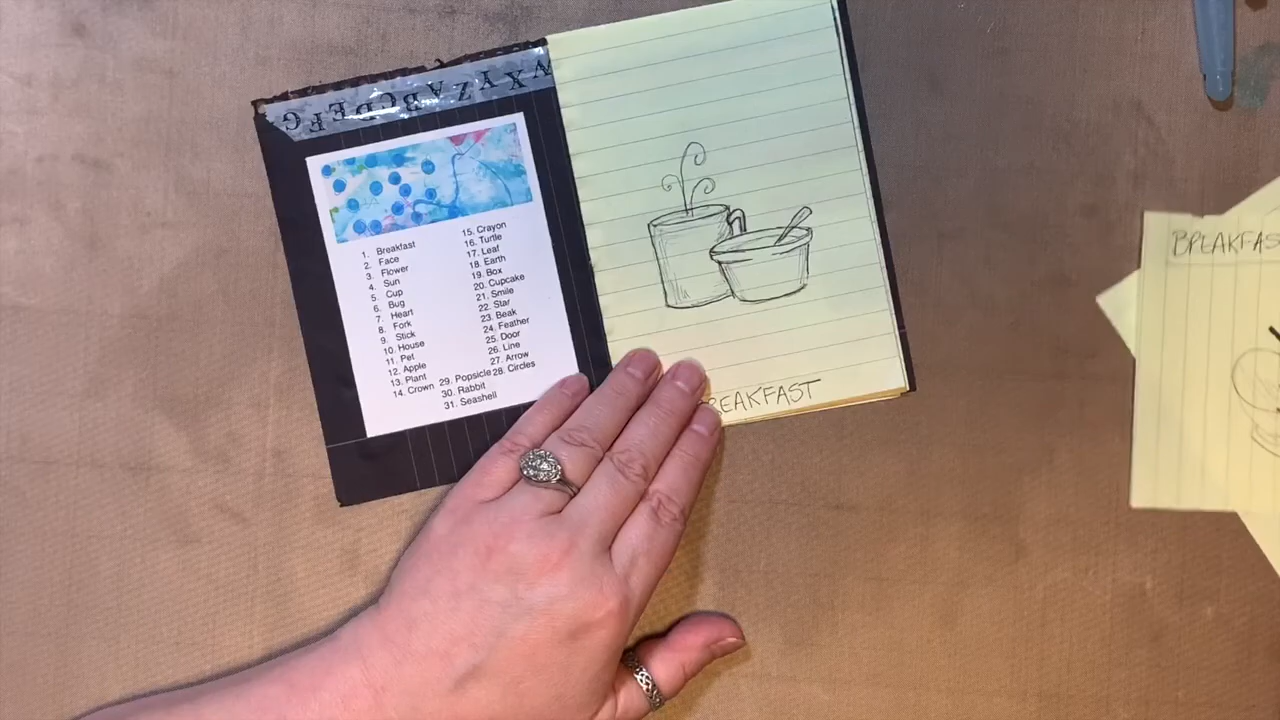 WXYZABCDEFG
1. Breakfast
2. Face
3. Flower
4. Sun
5. Cup
6. Bug
7. Heart
8. Fork
9. Stick
10. House
11. Pet
12. Apple
13. Plant
14. Crown
15. Crayon
16. Turtle
17. Leaf
18. Earth
19. Box
20. Cupcake
21. Smile
22. Star
23. Beak
24. Feather
25. Door
26. Line
27. Arrow
28. Circles
29. Popsicle
30. Rabbit
31. Seashell
REAKFAST
BREAKFAS